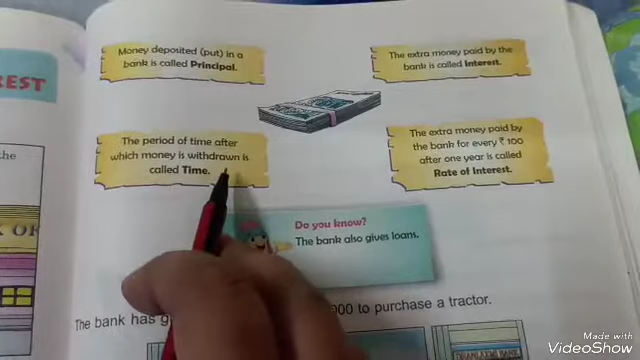 Money deposited (put) in a
bank is called Principal.
The extra money paid by the
bank is called Interest.
EREST
The period of time after
which money is withdrawn is
called Time.
The extra money paid by
the bank for every ₹ 100
after one year is called
Rate of Interest.
the
Do you know?
The bank also gives loans.
K OF
The bank has g 000 to purchase a tractor.
Made with
VideoShow